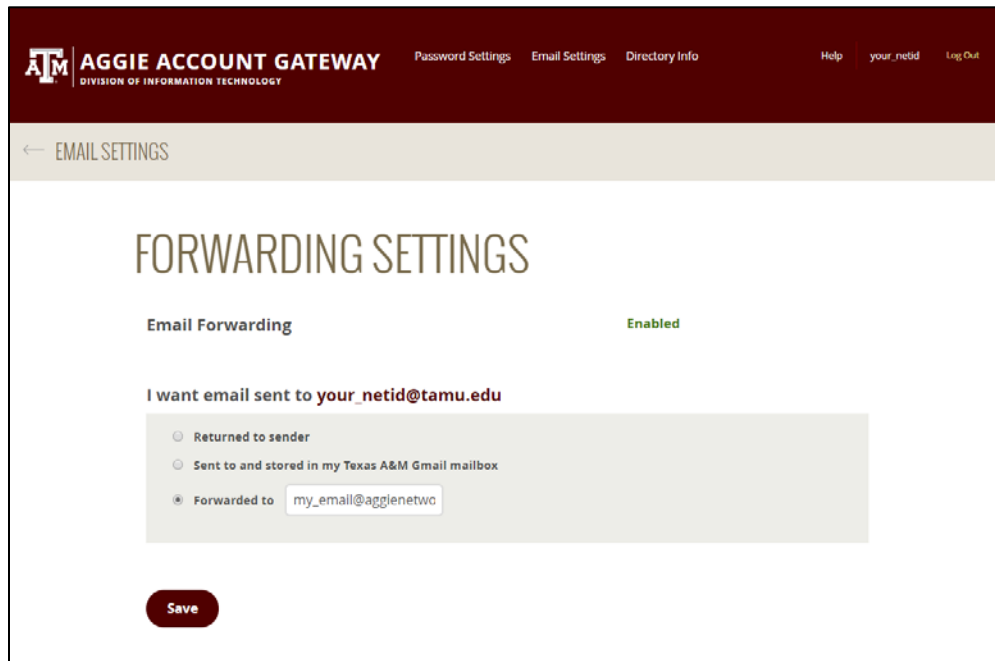 ĀM AGGIE ACCOUNT GATEWAY
DIVISION OF INFORMATION TECHNOLOGY
Password Settings Email Settings Directory Info Help your_netid Log Out
← EMAIL SETTINGS
FORWARDING SETTINGS
Email Forwarding Enabled
I want email sent to your_netid@tamu.edu
Returned to sender
Sent to and stored in my Texas A&M Gmail mailbox
Forwarded to my_email@aggienetwo
Save